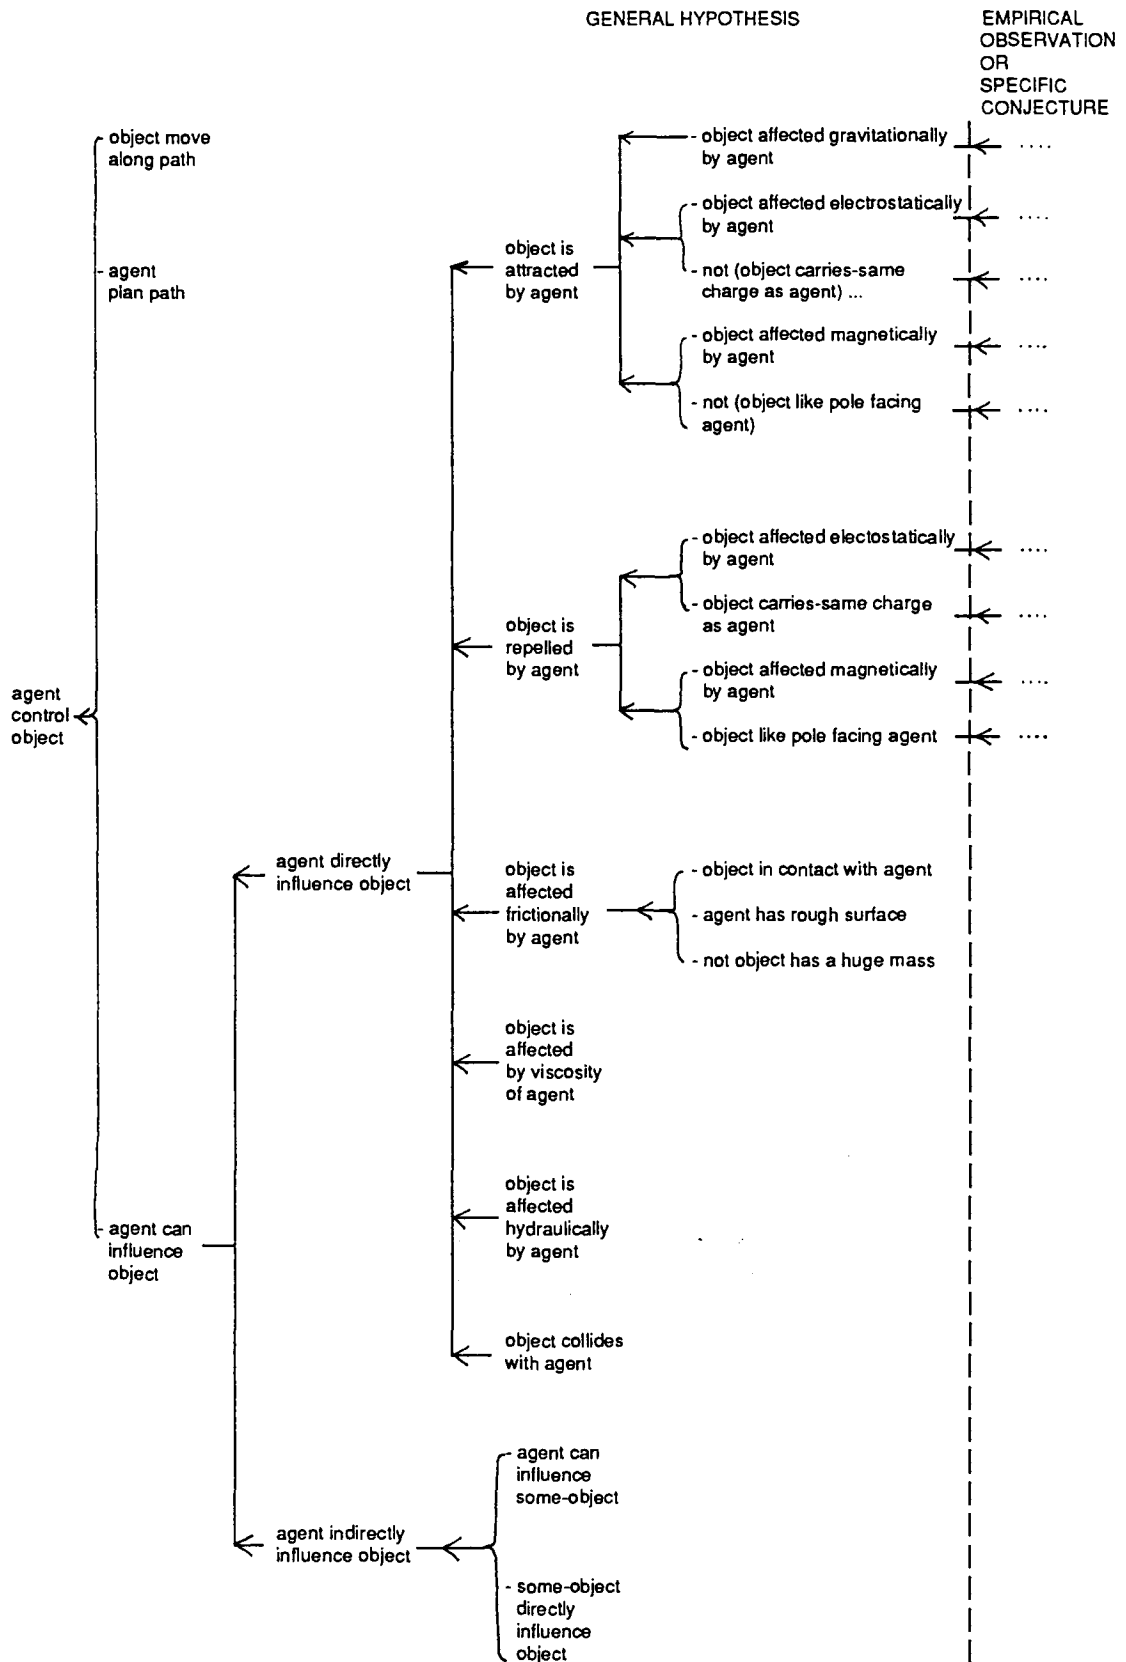 GENERAL HYPOTHESIS
EMPIRICAL
OBSERVATION
OR
SPECIFIC
CONJECTURE
- object move
along path
- agent
plan path
agent
control
object
- agent can
influence
object
agent directly
influence object
agent indirectly
influence object
object is
attracted
by agent
- object affected gravitationally
by agent
....
- object affected electrostatically
by agent
....
- not (object carries-same
charge as agent) ...
....
- object affected magnetically
by agent
....
- not (object like pole facing
agent)
....
object is
repelled
by agent
- object affected electostatically
by agent
....
- object carries-same charge
as agent
....
- object affected magnetically
by agent
....
- object like pole facing agent
....
object is
affected
frictionally
by agent
- object in contact with agent
- agent has rough surface
- not object has a huge mass
object is
affected
by viscosity
of agent
object is
affected
hydraulically
by agent
object collides
with agent
- agent can
influence
some-object
- some-object
directly
influence
object